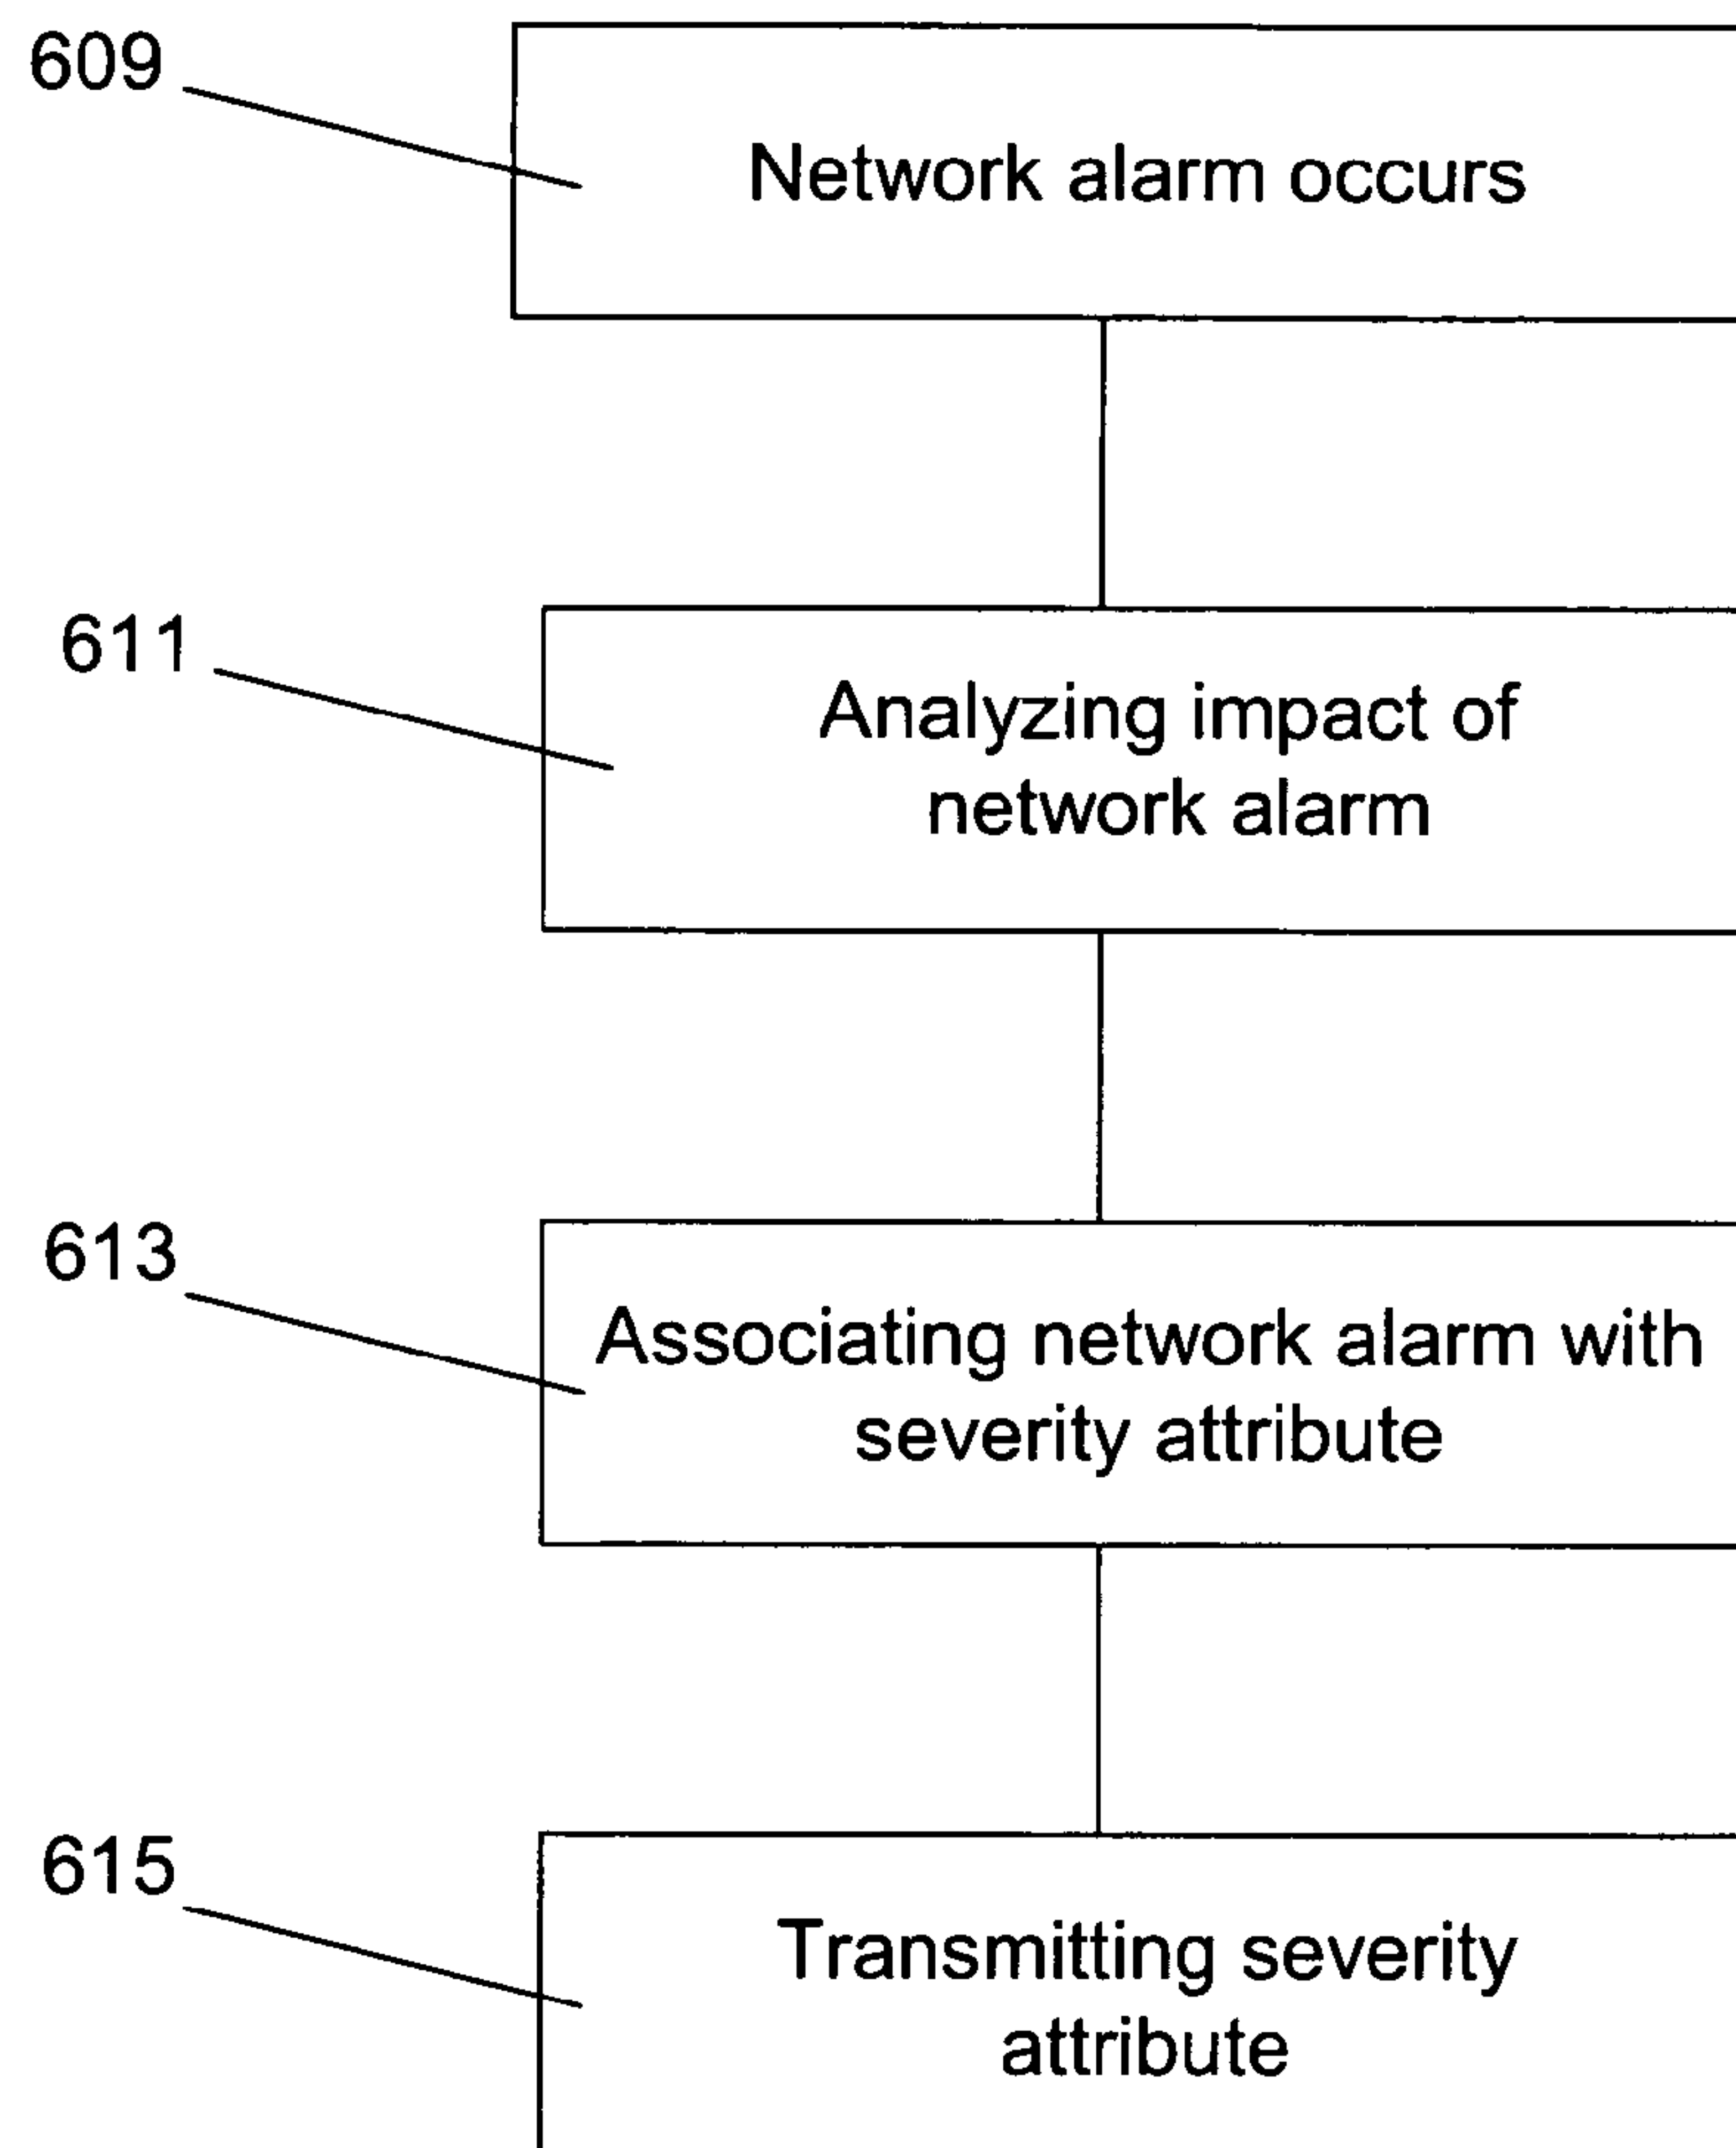 609
Network alarm occurs
611
Analyzing impact of
network alarm
613
Associating network alarm with
severity attribute
615
Transmitting severity
attribute